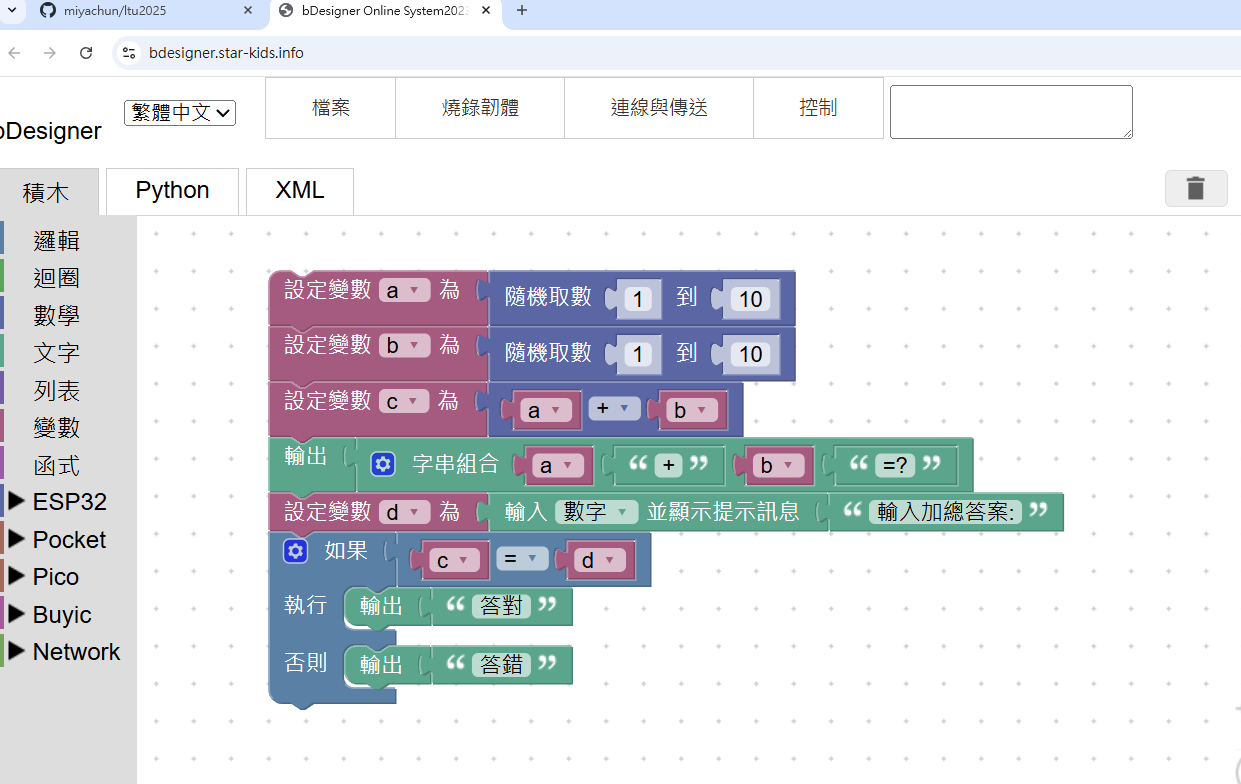 miyachun/ltu2025
bDesigner Online System202
bdesigner.star-kids.info
bDesigner
繁體中文
檔案
燒錄韌體
連線與傳送
控制
積木
Python
XML
邏輯
迴圈
數學
文字
列表
變數
函式
ESP32
Pocket
Pico
Buyic
Network
設定變數 a 為 隨機取數 1 到 10
設定變數 b 為 隨機取數 1 到 10
設定變數 c 為 a + b
輸出 字串組合 a “ + ” b “ =? ”
設定變數 d 為 輸入 數字 並顯示提示訊息 “ 輸入加總答案: ”
如果 c = d
執行 輸出 “ 答對 ”
否則 輸出 “ 答錯 ”